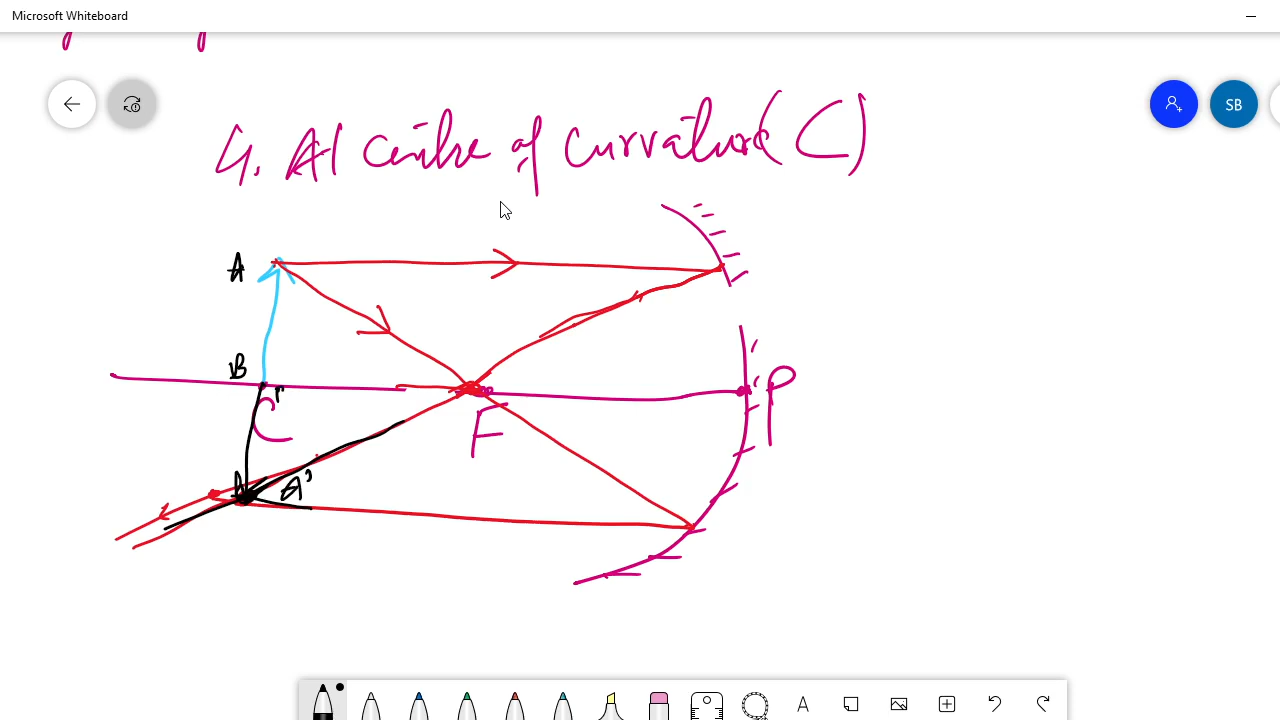 Microsoft Whiteboard
SB
4. At centre of curvature (C)
A
B
P
C
F
A'
A